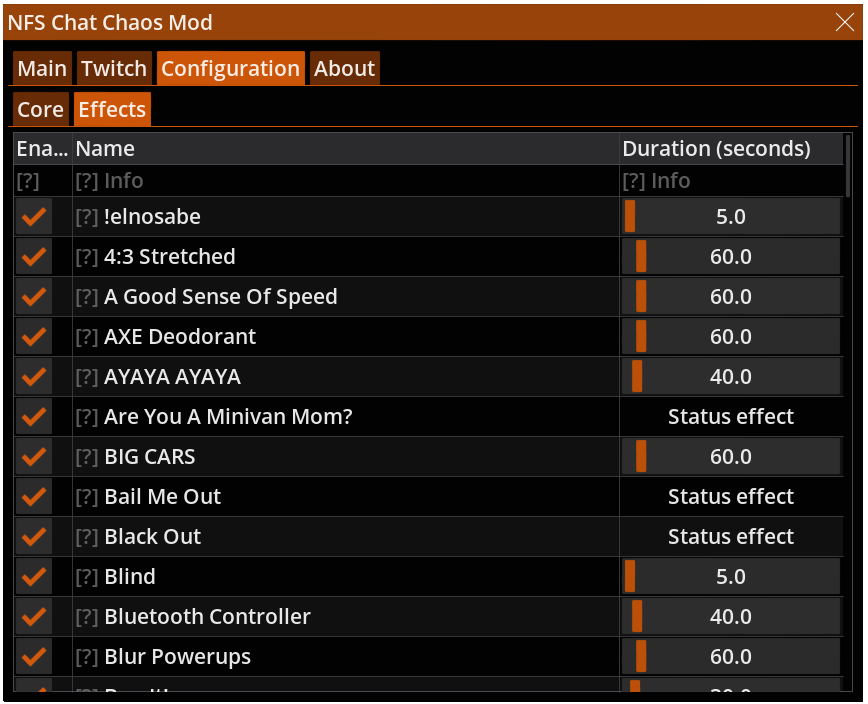 NFS Chat Chaos Mod
Main Twitch Configuration About
Core Effects
Ena... Name Duration (seconds)
[?] [?] Info [?] Info
[?] !elnosabe 5.0
[?] 4:3 Stretched 60.0
[?] A Good Sense Of Speed 60.0
[?] AXE Deodorant 60.0
[?] AYAYA AYAYA 40.0
[?] Are You A Minivan Mom? Status effect
[?] BIG CARS 60.0
[?] Bail Me Out Status effect
[?] Black Out Status effect
[?] Blind 5.0
[?] Bluetooth Controller 40.0
[?] Blur Powerups 60.0